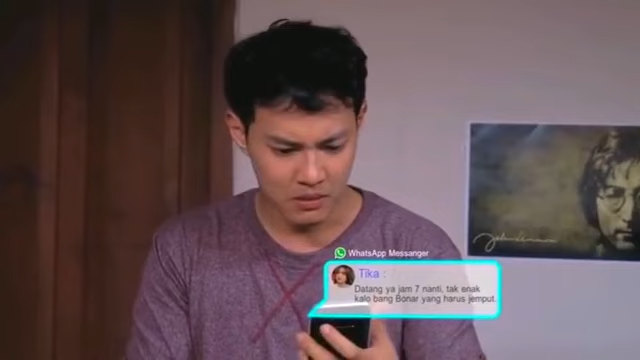 WhatsApp Messanger
Tika :
Datang ya jam 7 nanti, tak enak
kalo bang Bonar yang harus jemput.